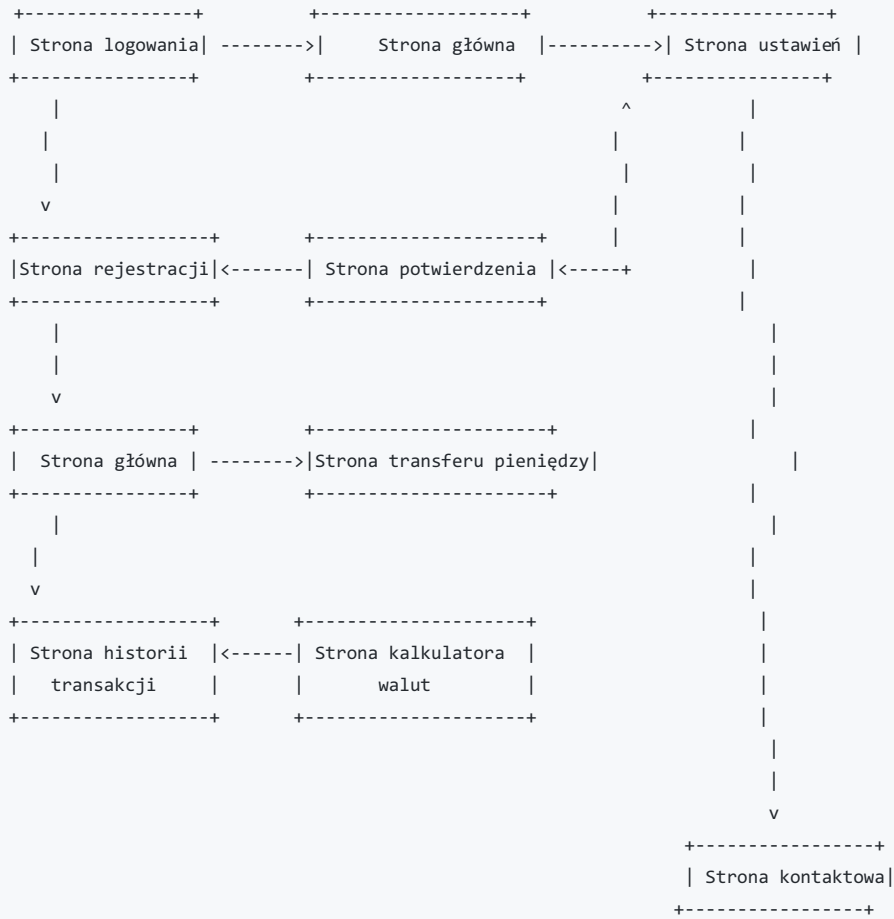 Strona logowania Strona główna Strona ustawień
Strona rejestracji Strona potwierdzenia
Strona główna Strona transferu pieniędzy
Strona historii Strona kalkulatora
transakcji walut
Strona kontaktowa